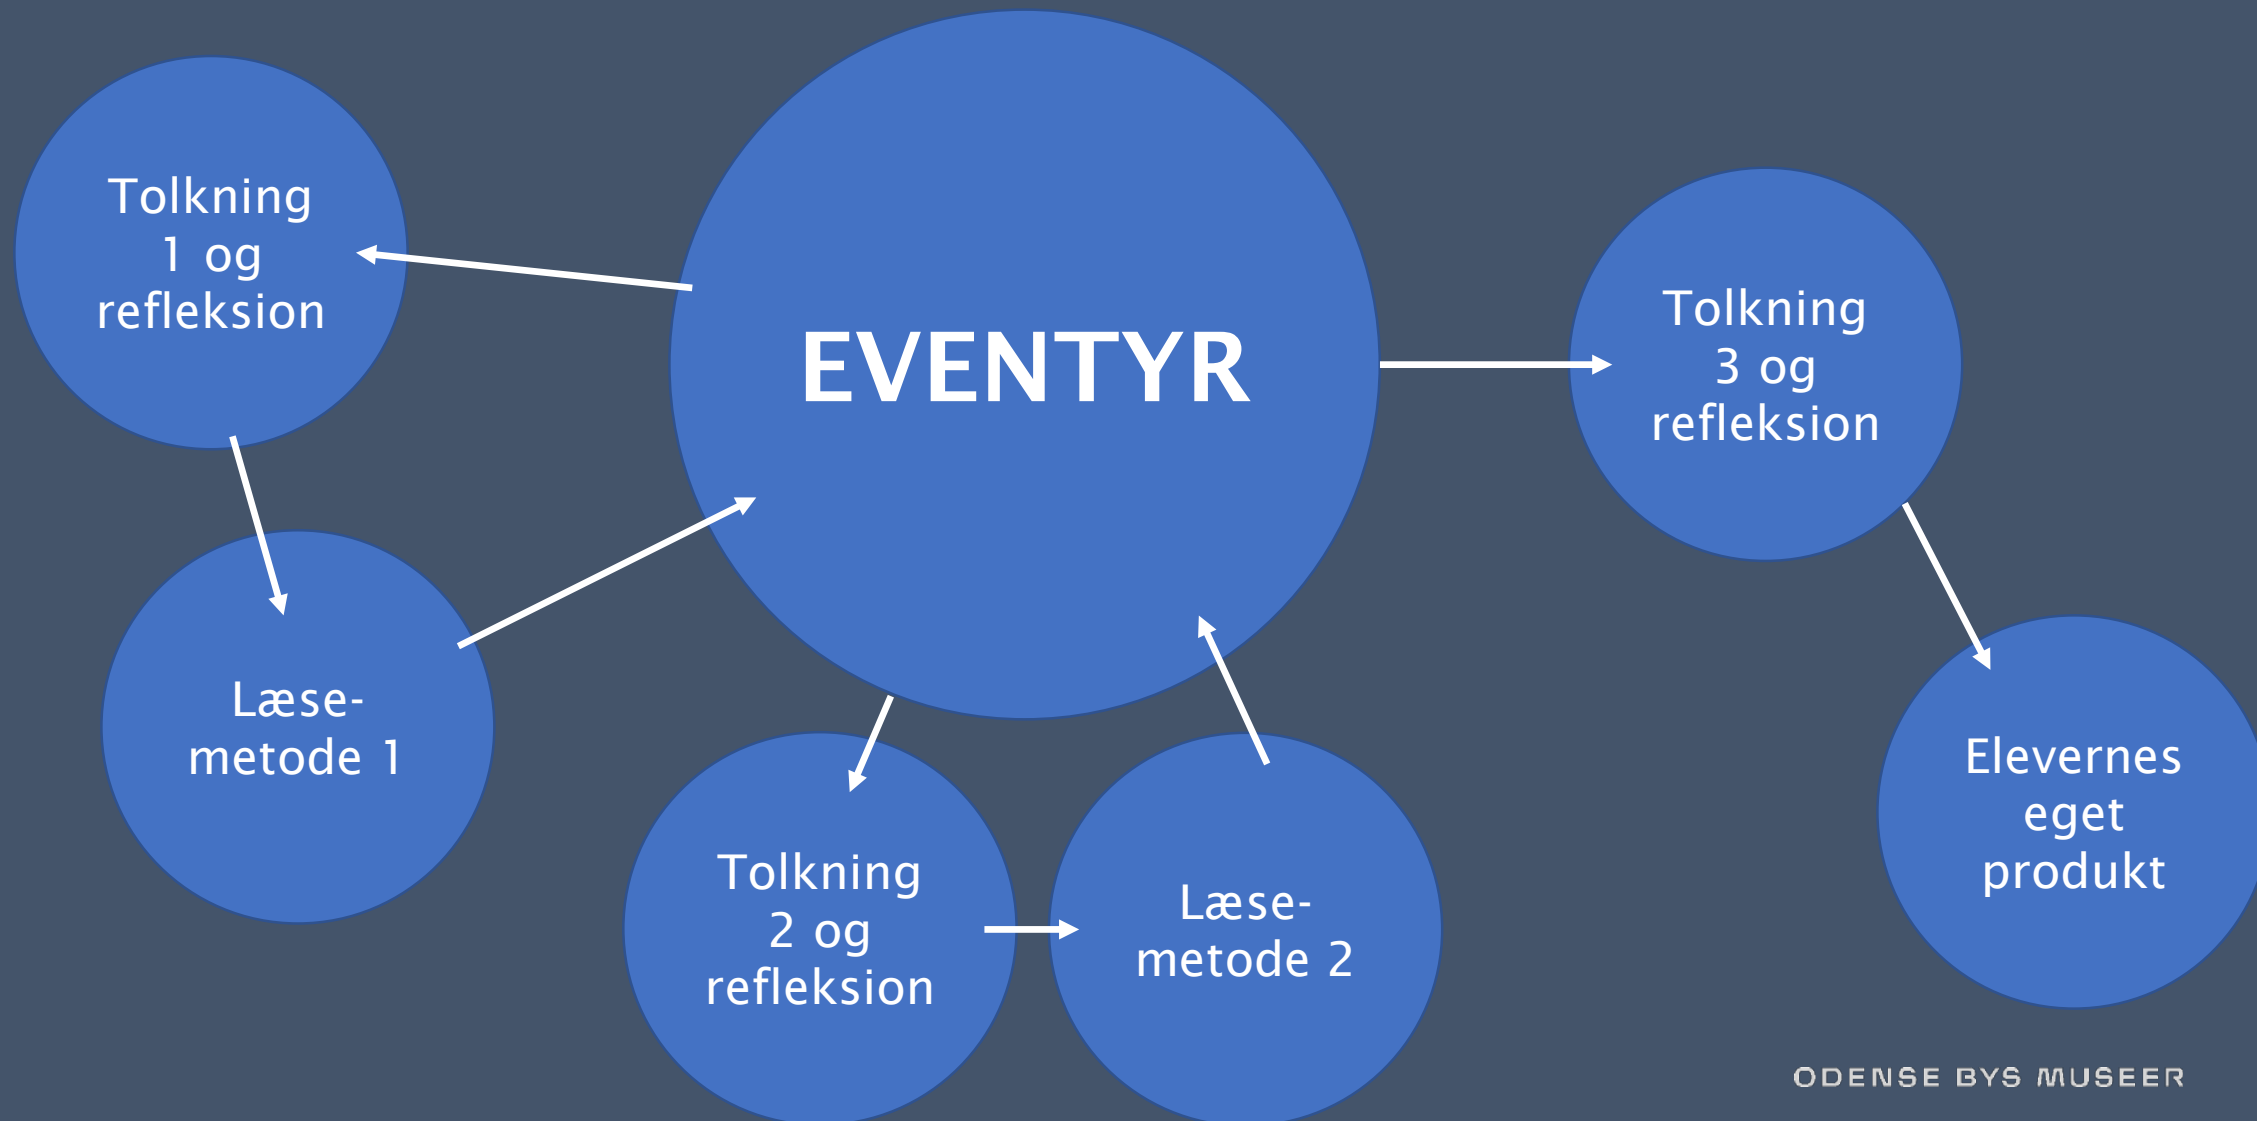 Tolkning
1 og
refleksion
EVENTYR
Tolkning
3 og
refleksion
Læse-
metode 1
Tolkning
2 og
refleksion
Læse-
metode 2
Elevernes
eget
produkt
ODENSE BYS MUSEER